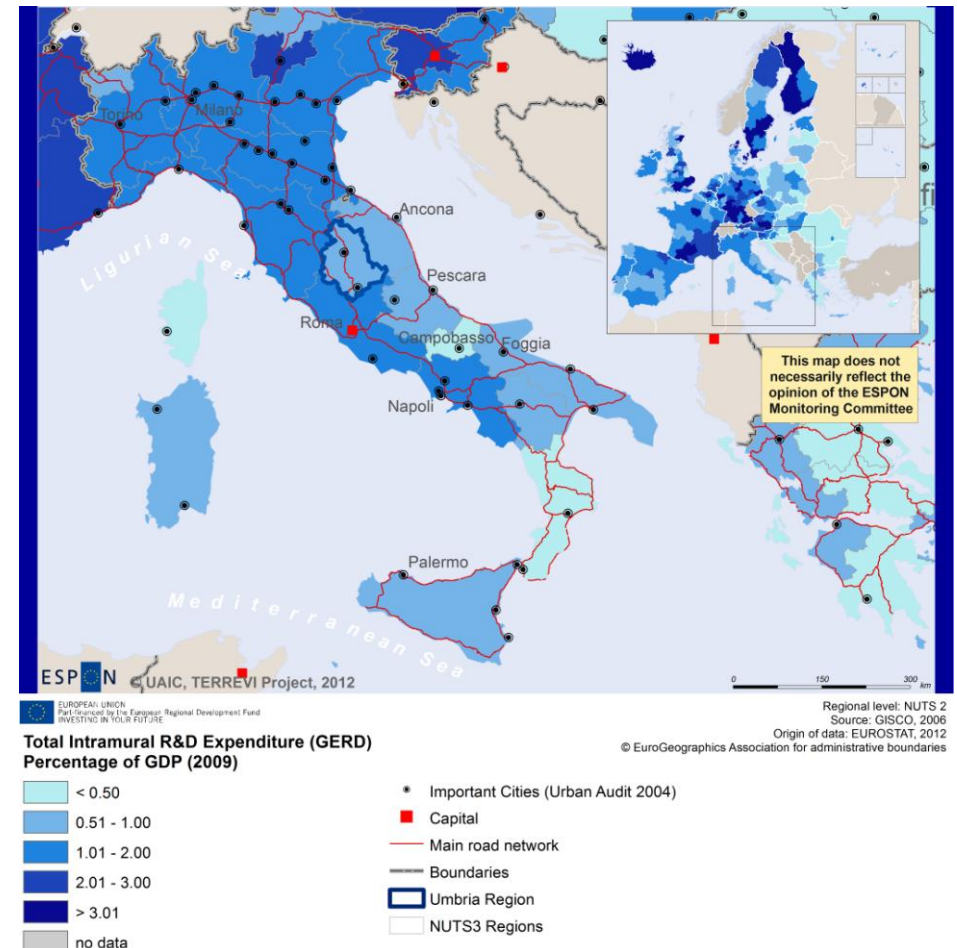 Torino
Milano
Ancona
Ligurian Sea
Pescara
Roma
Campobasso
Foggia
Napoli
This map does not
necessarily reflect the
opinion of the ESPON
Monitoring Committee
fi
Palermo
Mediterranean Sea
ESPON
© UAIC, TERREVI Project, 2012
0 150 300
km
EUROPEAN UNION
Part-financed by the European Regional Development Fund
INVESTING IN YOUR FUTURE
Regional level: NUTS 2
Source: GISCO, 2006
Origin of data: EUROSTAT, 2012
© EuroGeographics Association for administrative boundaries
Total Intramural R&D Expenditure (GERD)
Percentage of GDP (2009)
< 0.50
0.51 - 1.00
1.01 - 2.00
2.01 - 3.00
> 3.01
no data
Important Cities (Urban Audit 2004)
Capital
Main road network
Boundaries
Umbria Region
NUTS3 Regions